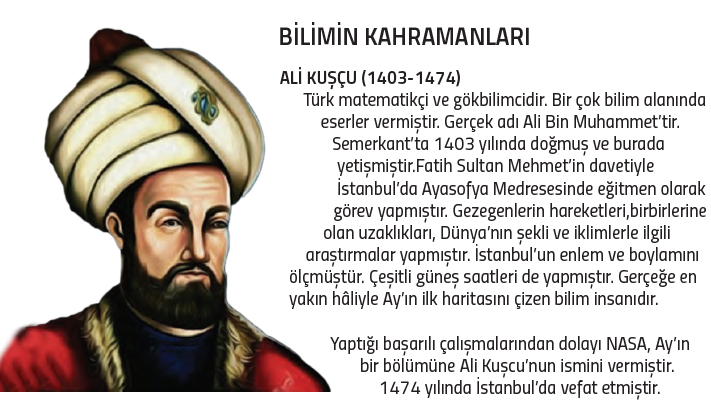 BİLİMİN KAHRAMANLARI
ALİ KUŞÇU (1403-1474)
Türk matematikçi ve gökbilimcidir. Bir çok bilim alanında
eserler vermiştir. Gerçek adı Ali Bin Muhammet'tir.
Semerkant'ta 1403 yılında doğmuş ve burada
yetişmiştir.Fatih Sultan Mehmet'in davetiyle
İstanbul'da Ayasofya Medresesinde eğitmen olarak
görev yapmıştır. Gezegenlerin hareketleri,birbirlerine
olan uzaklıkları, Dünya'nın şekli ve iklimlerle ilgili
araştırmalar yapmıştır. İstanbul'un enlem ve boylamını
ölçmüştür. Çeşitli güneş saatleri de yapmıştır. Gerçeğe en
yakın hâliyle Ay'ın ilk haritasını çizen bilim insanıdır.
Yaptığı başarılı çalışmalarından dolayı NASA, Ay'ın
bir bölümüne Ali Kuşcu'nun ismini vermiştir.
1474 yılında İstanbul'da vefat etmiştir.